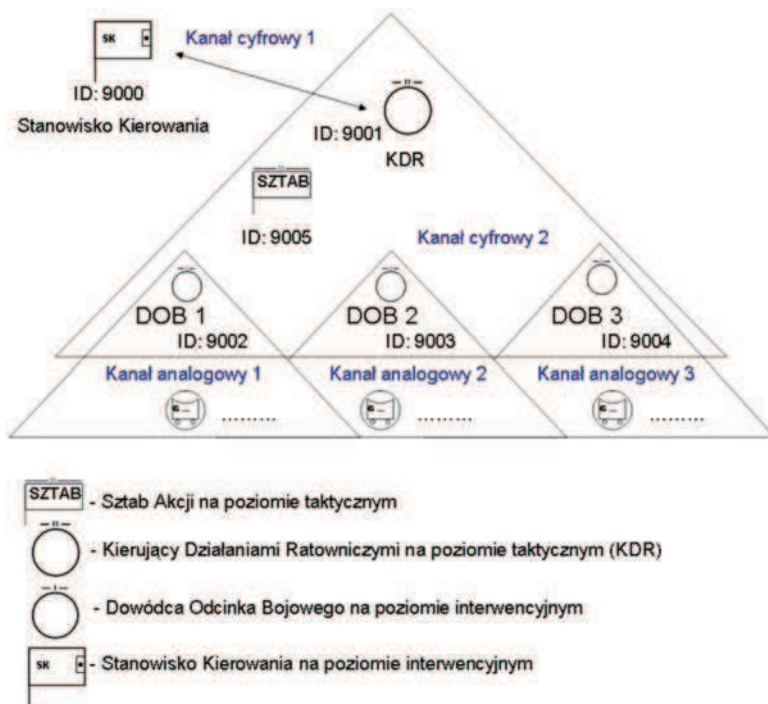 SK
Kanał cyfrowy 1
ID: 9000
Stanowisko Kierowania
ID: 9001
KDR
SZTAB
ID: 9005
Kanał cyfrowy 2
DOB 1
DOB 2
DOB 3
ID: 9002
ID: 9003
ID: 9004
Kanał analogowy 1
Kanał analogowy 2
Kanał analogowy 3
.........
.........
.........
SZTAB - Sztab Akcji na poziomie taktycznym
- Kierujący Działaniami Ratowniczymi na poziomie taktycznym (KDR)
- Dowódca Odcinka Bojowego na poziomie interwencyjnym
SK - Stanowisko Kierowania na poziomie interwencyjnym